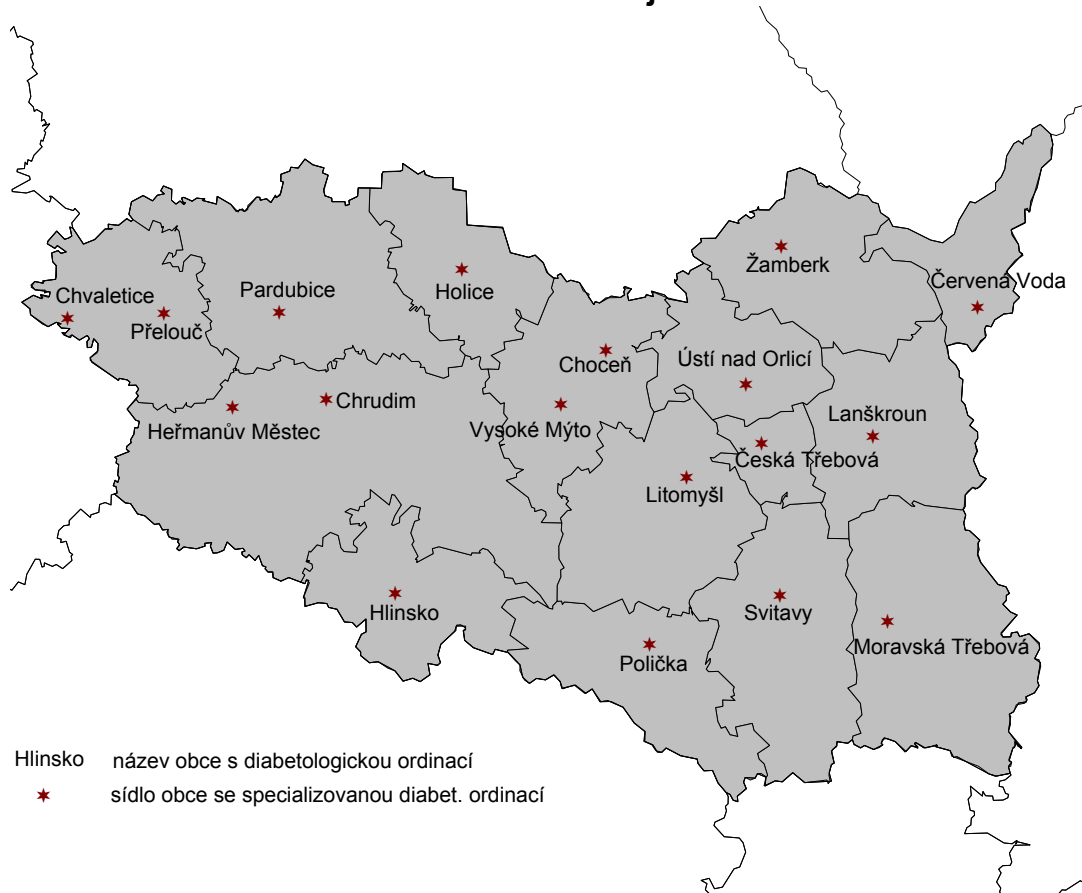 Žamberk
Červená Voda
Chvaletice
Pardubice
Holice
Přelouč
Choceň
Ústí nad Orlicí
Heřmanův Městec
Chrudim
Vysoké Mýto
Lanškroun
Česká Třebová
Litomyšl
Hlinsko
Svitavy
Polička
Moravská Třebová
Hlinsko název obce s diabetologickou ordinací
sídlo obce se specializovanou diabet. ordinací